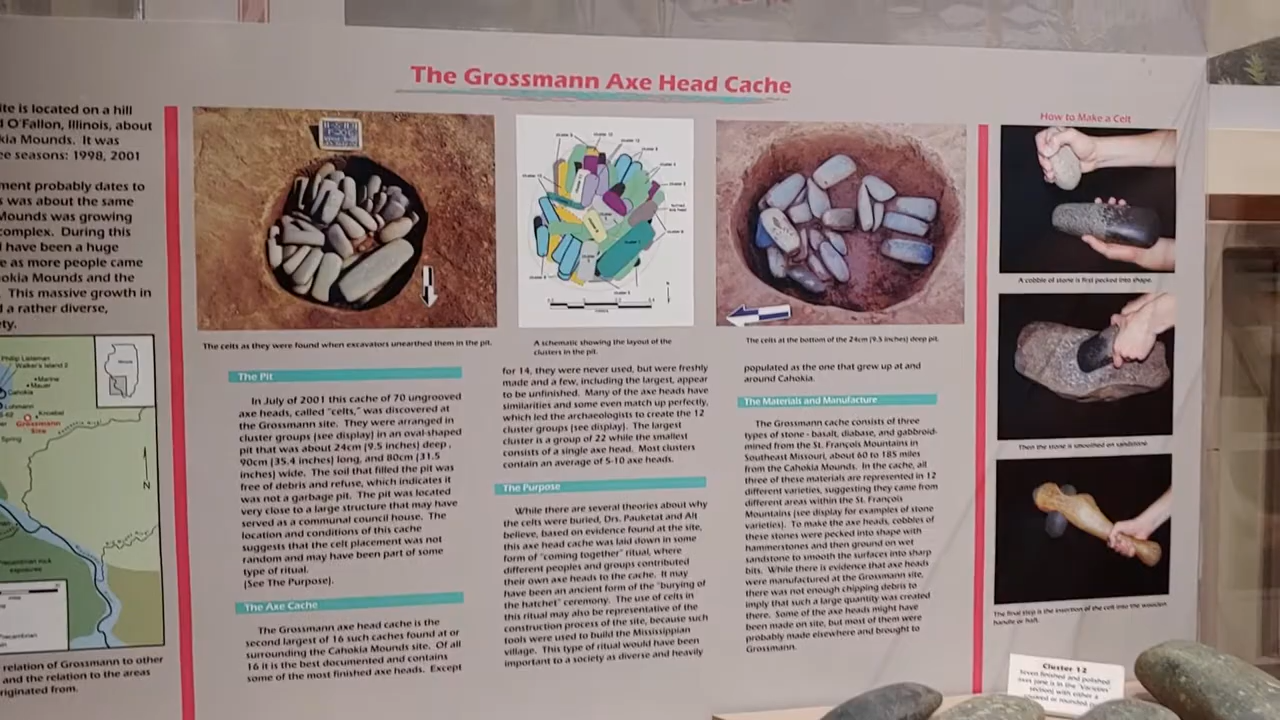 The Grossmann Axe Head Cache
ite is located on a hill
O'Fallon, Illinois, about
kia Mounds. It was
ee seasons: 1998, 2001
ment probably dates to
s was about the same
Mounds was growing
complex. During this
have been a huge
e as more people came
okia Mounds and the
This massive growth in
d a rather diverse,
ety.
Philip Listeman
Walker's Island 2
Marine
Mauer
Cahokia
Lohmann
Knoebel
Grossmann
Site
Spring
N
Precambrian rock
exposures
Precambrian
relation of Grossmann to other
and the relation to the areas
riginated from.
The celts as they were found when excavators unearthed them in the pit.
The Pit
In July of 2001 this cache of 70 ungrooved
axe heads, called "celts," was discovered at
the Grossmann site. They were arranged in
cluster groups (see display) in an oval-shaped
pit that was about 24cm (9.5 inches) deep,
90cm (35.4 inches) long, and 80cm (31.5
inches) wide. The soil that filled the pit was
free of debris and refuse, which indicates it
was not a garbage pit. The pit was located
very close to a large structure that may have
served as a communal council house. The
location and conditions of this cache
suggests that the celt placement was not
random and may have been part of some
type of ritual.
(See The Purpose).
The Axe Cache
The Grossmann axe head cache is the
second largest of 16 such caches found at or
surrounding the Cahokia Mounds site. Of all
16 it is the best documented and contains
some of the most finished axe heads. Except
A schematic showing the layout of the
clusters in the pit.
for 14, they were never used, but were freshly
made and a few, including the largest, appear
to be unfinished. Many of the axe heads have
similarities and some even match up perfectly,
which led the archaeologists to create the 12
cluster groups (see display). The largest
cluster is a group of 22 while the smallest
consists of a single axe head. Most clusters
contain an average of 5-10 axe heads.
The Purpose
While there are several theories about why
the celts were buried, Drs. Pauketat and Alt
believe, based on evidence found at the site,
this axe head cache was laid down in some
form of "coming together" ritual, where
different peoples and groups contributed
their own axe heads to the cache. It may
have been an ancient form of the "burying of
the hatchet" ceremony. The use of celts in
this ritual may also be representative of the
construction process of the site, because such
tools were used to build the Mississippian
village. This type of ritual would have been
important to a society as diverse and heavily
The celts at the bottom of the 24cm (9.5 inches) deep pit.
populated as the one that grew up at and
around Cahokia.
The Materials and Manufacture
The Grossmann cache consists of three
types of stone - basalt, diabase, and gabbroid-
mined from the St. François Mountains in
Southeast Missouri, about 60 to 185 miles
from the Cahokia Mounds. In the cache, all
three of these materials are represented in 12
different varieties, suggesting they came from
different areas within the St. François
Mountains (see display for examples of stone
varieties). To make the axe heads, cobbles of
these stones were pecked into shape with
hammerstones and then ground on wet
sandstone to smooth the surfaces into sharp
bits. While there is evidence that axe heads
were manufactured at the Grossmann site,
there was not enough chipping debris to
imply that such a large quantity was created
there. Some of the axe heads might have
been made on site, but most of them were
probably made elsewhere and brought to
Grossmann.
How to Make a Celt
A cobble of stone is first pecked into shape.
Then the stone is smoothed on sandstone.
The final step is the insertion of the celt into the wooden
handle or haft.
Cluster 12
Seven finished and polished